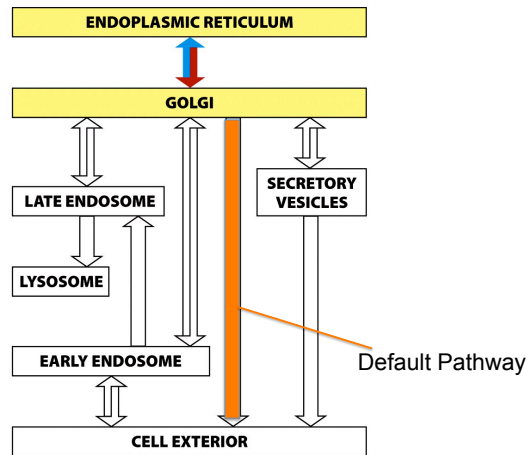 ENDOPLASMIC RETICULUM
GOLGI
LATE ENDOSOME
SECRETORY
VESICLES
LYSOSOME
EARLY ENDOSOME
Default Pathway
CELL EXTERIOR